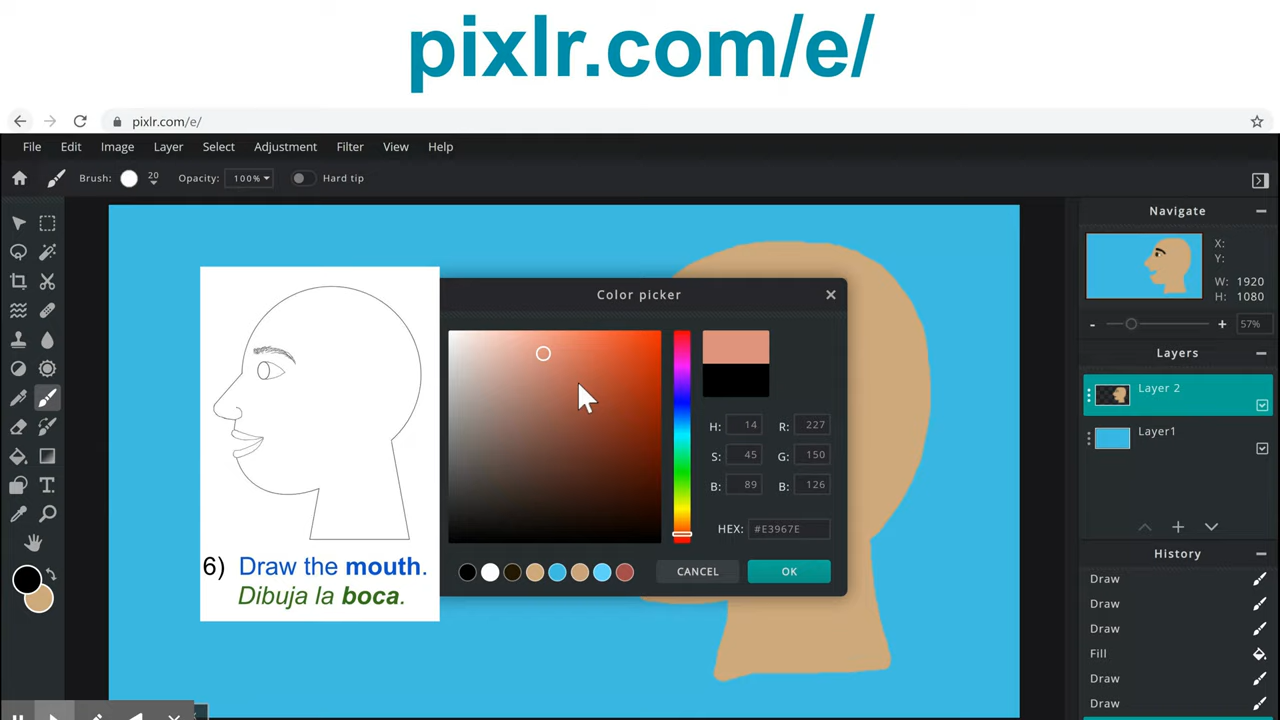 pixlr.com/e/
pixlr.com/e/
File Edit Image Layer Select Adjustment Filter View Help
Brush: 20 Opacity: 100% Hard tip
Navigate
X:
Y:
W: 1920
H: 1080
57%
Layers
Layer 2
Layer1
History
Draw
Draw
Draw
Fill
Draw
Draw
Color picker
H: 14 R: 227
S: 45 G: 150
B: 89 B: 126
HEX: #E3967E
CANCEL OK
6) Draw the mouth.
Dibuja la boca.